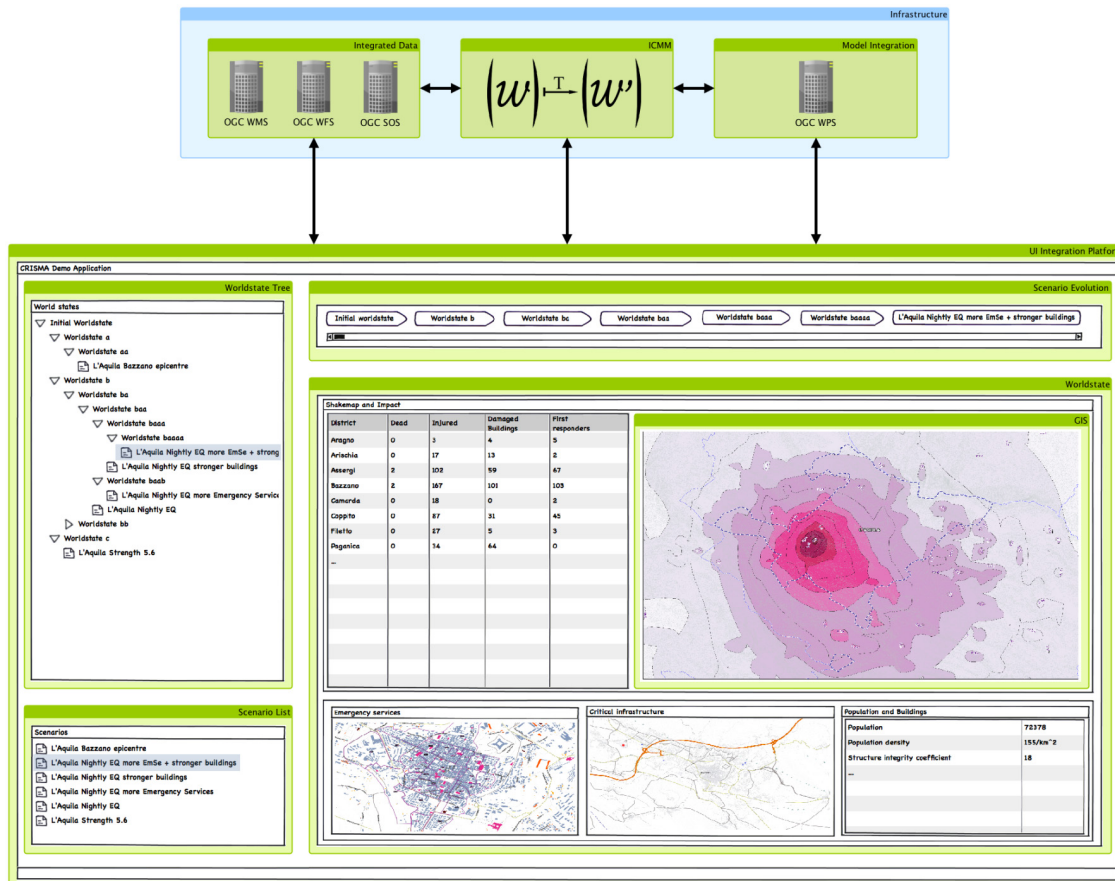 Infrastructure
Integrated Data
ICMM
Model Integration
OGC WMS
OGC WFS
OGC SOS
(w) T (w')
OGC WPS
UI Integration Platform
CRISMA Demo Application
Worldstate Tree
World states
Initial Worldstate
Worldstate a
Worldstate aa
L'Aquila Bazzano epicentre
Worldstate b
Worldstate ba
Worldstate baa
Worldstate baaa
Worldstate baaaa
L'Aquila Nightly EQ more EmSe + strong
L'Aquila Nightly EQ stronger buildings
Worldstate baab
L'Aquila Nightly EQ more Emergency Service
L'Aquila Nightly EQ
Worldstate bb
Worldstate c
L'Aquila Strength 5.6
Scenario List
Scenarios
L'Aquila Bazzano epicentre
L'Aquila Nightly EQ more EmSe + stronger buildings
L'Aquila Nightly EQ stronger buildings
L'Aquila Nightly EQ more Emergency Services
L'Aquila Nightly EQ
L'Aquila Strength 5.6
Scenario Evolution
Initial worldstate
Worldstate b
Worldstate ba
Worldstate baa
Worldstate baaa
Worldstate baaaa
L'Aquila Nightly EQ more EmSe + stronger buildings
Worldstate
Shakemap and Impact
District Dead Injured Damaged Buildings First responders
Aragno 0 3 4 5
Arischia 0 17 13 2
Assergi 2 102 59 67
Bazzano 2 167 101 103
Camarda 0 18 0 2
Coppito 0 87 31 45
Filetto 0 27 5 3
Paganica 0 34 64 0
...
GIS
Emergency services
Critical infrastructure
Population and Buildings
Population 72378
Population density 155/km^2
Structure integrity coefficient 18
...